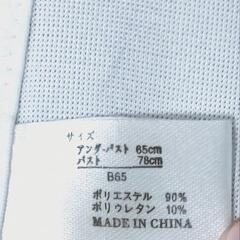 サイズ
アンダーバスト 65cm
バスト 78cm
B65
ポリエステル 90%
ポリウレタン 10%
MADE IN CHINA